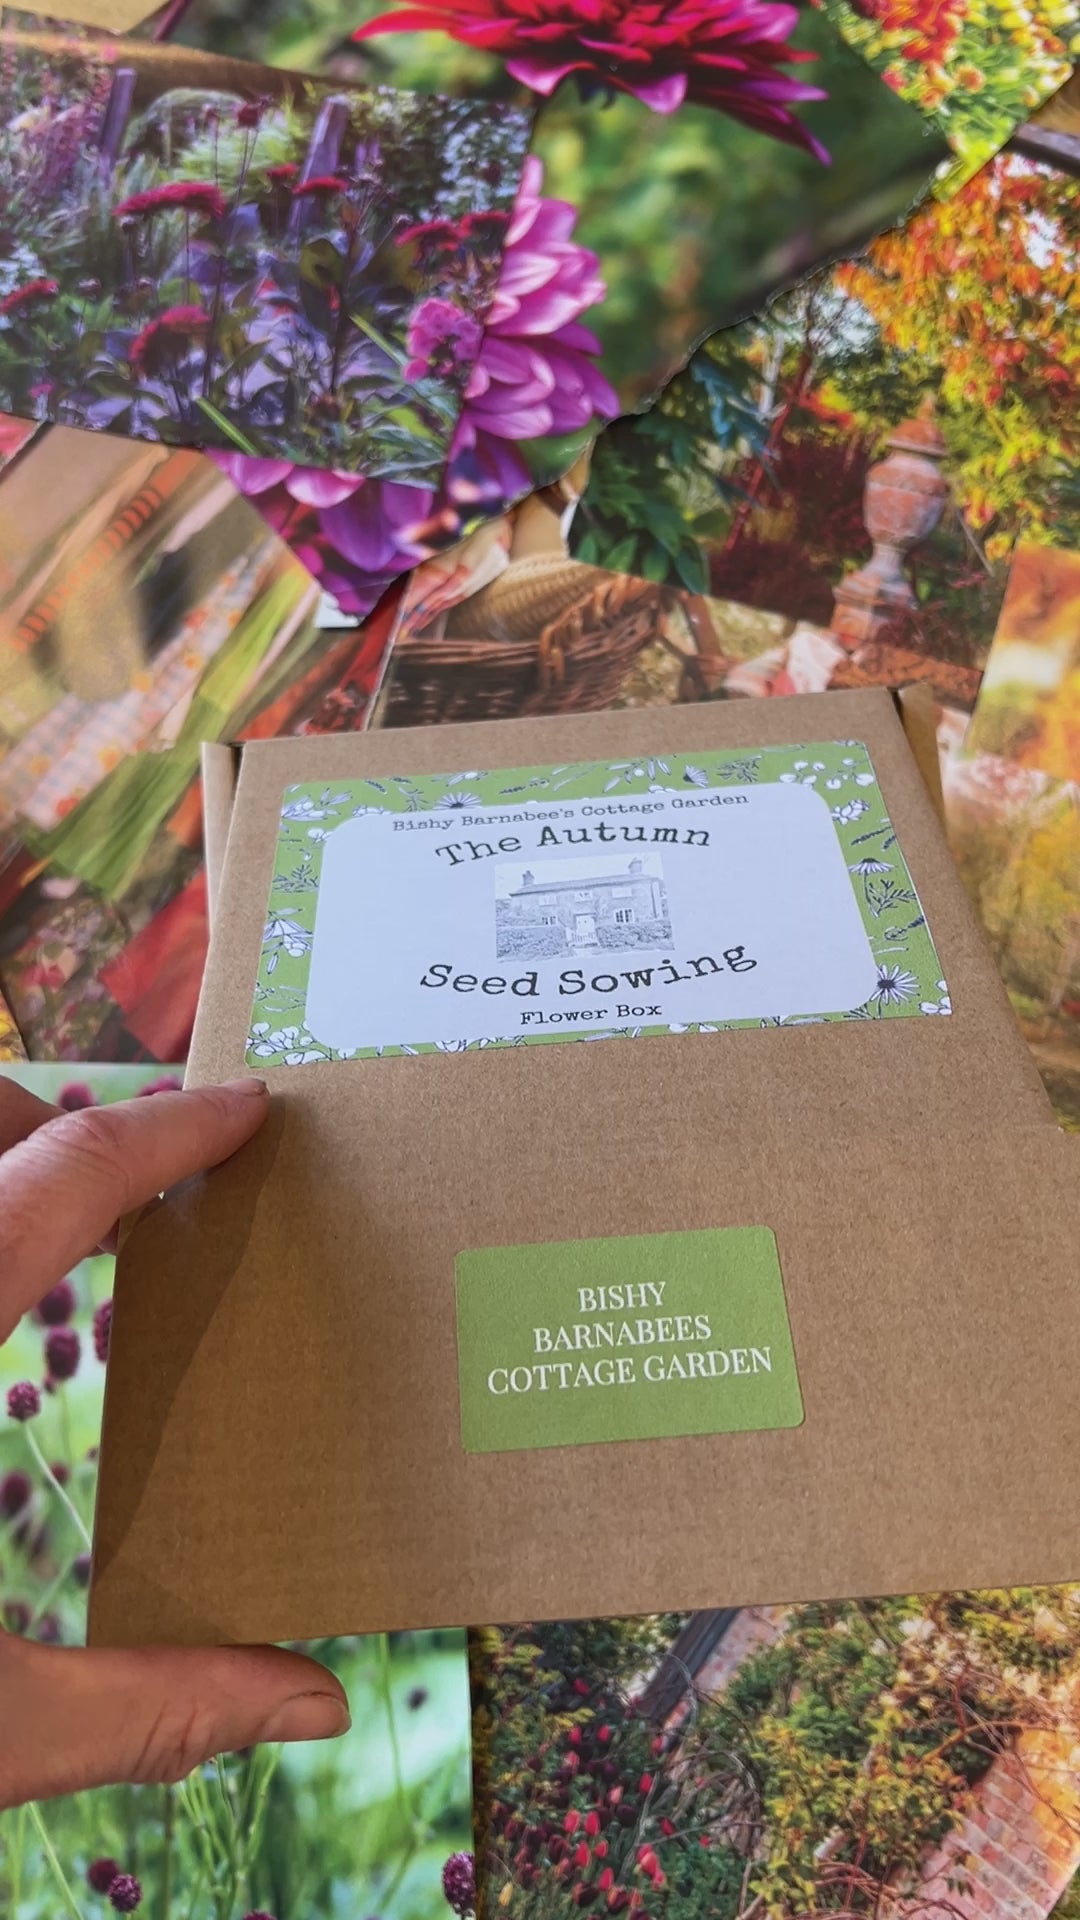 Bishy Barnabee's Cottage Garden
The Autumn
Seed Sowing
Flower Box
BISHY
BARNABEES
COTTAGE GARDEN